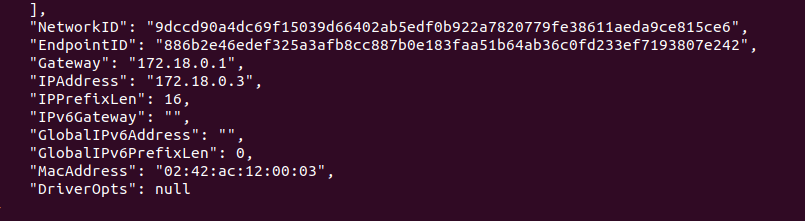 ],
"NetworkID": "9dccd90a4dc69f15039d66402ab5edf0b922a7820779fe38611aeda9ce815ce6",
"EndpointID": "886b2e46edef325a3afb8cc887b0e183faa51b64ab36c0fd233ef7193807e242",
"Gateway": "172.18.0.1",
"IPAddress": "172.18.0.3",
"IPPrefixLen": 16,
"IPv6Gateway": "",
"GlobalIPv6Address": "",
"GlobalIPv6PrefixLen": 0,
"MacAddress": "02:42:ac:12:00:03",
"DriverOpts": null